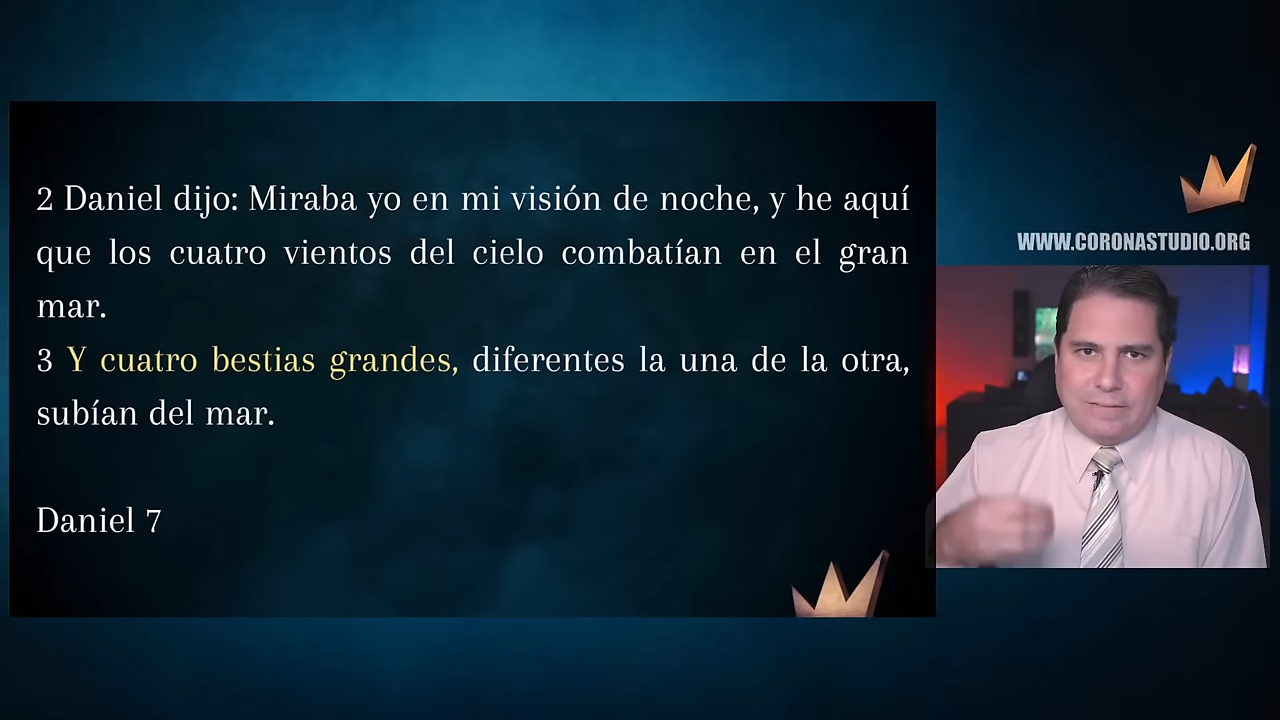 2 Daniel dijo: Miraba yo en mi visión de noche, y he aquí
que los cuatro vientos del cielo combatían en el gran
mar.
3 Y cuatro bestias grandes, diferentes la una de la otra,
subían del mar.
Daniel 7
WWW.CORONASTUDIO.ORG